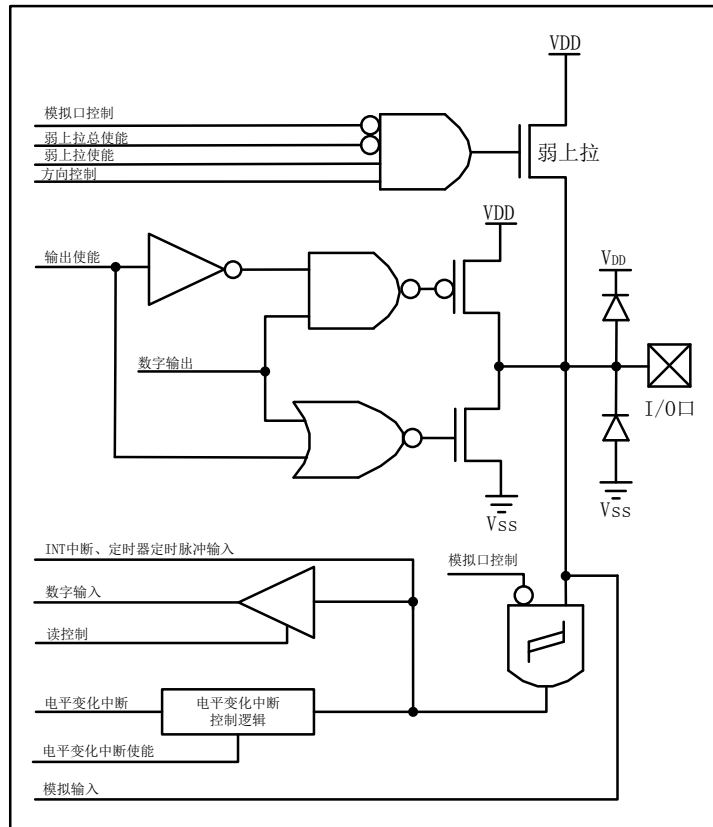 VDD
模拟口控制
弱上拉总使能
弱上拉使能
方向控制
弱上拉
VDD
输出使能
VDD
数字输出
I/O口
VSS
VSS
INT中断、定时器定时脉冲输入
模拟口控制
数字输入
读控制
电平变化中断
电平变化中断
控制逻辑
电平变化中断使能
模拟输入